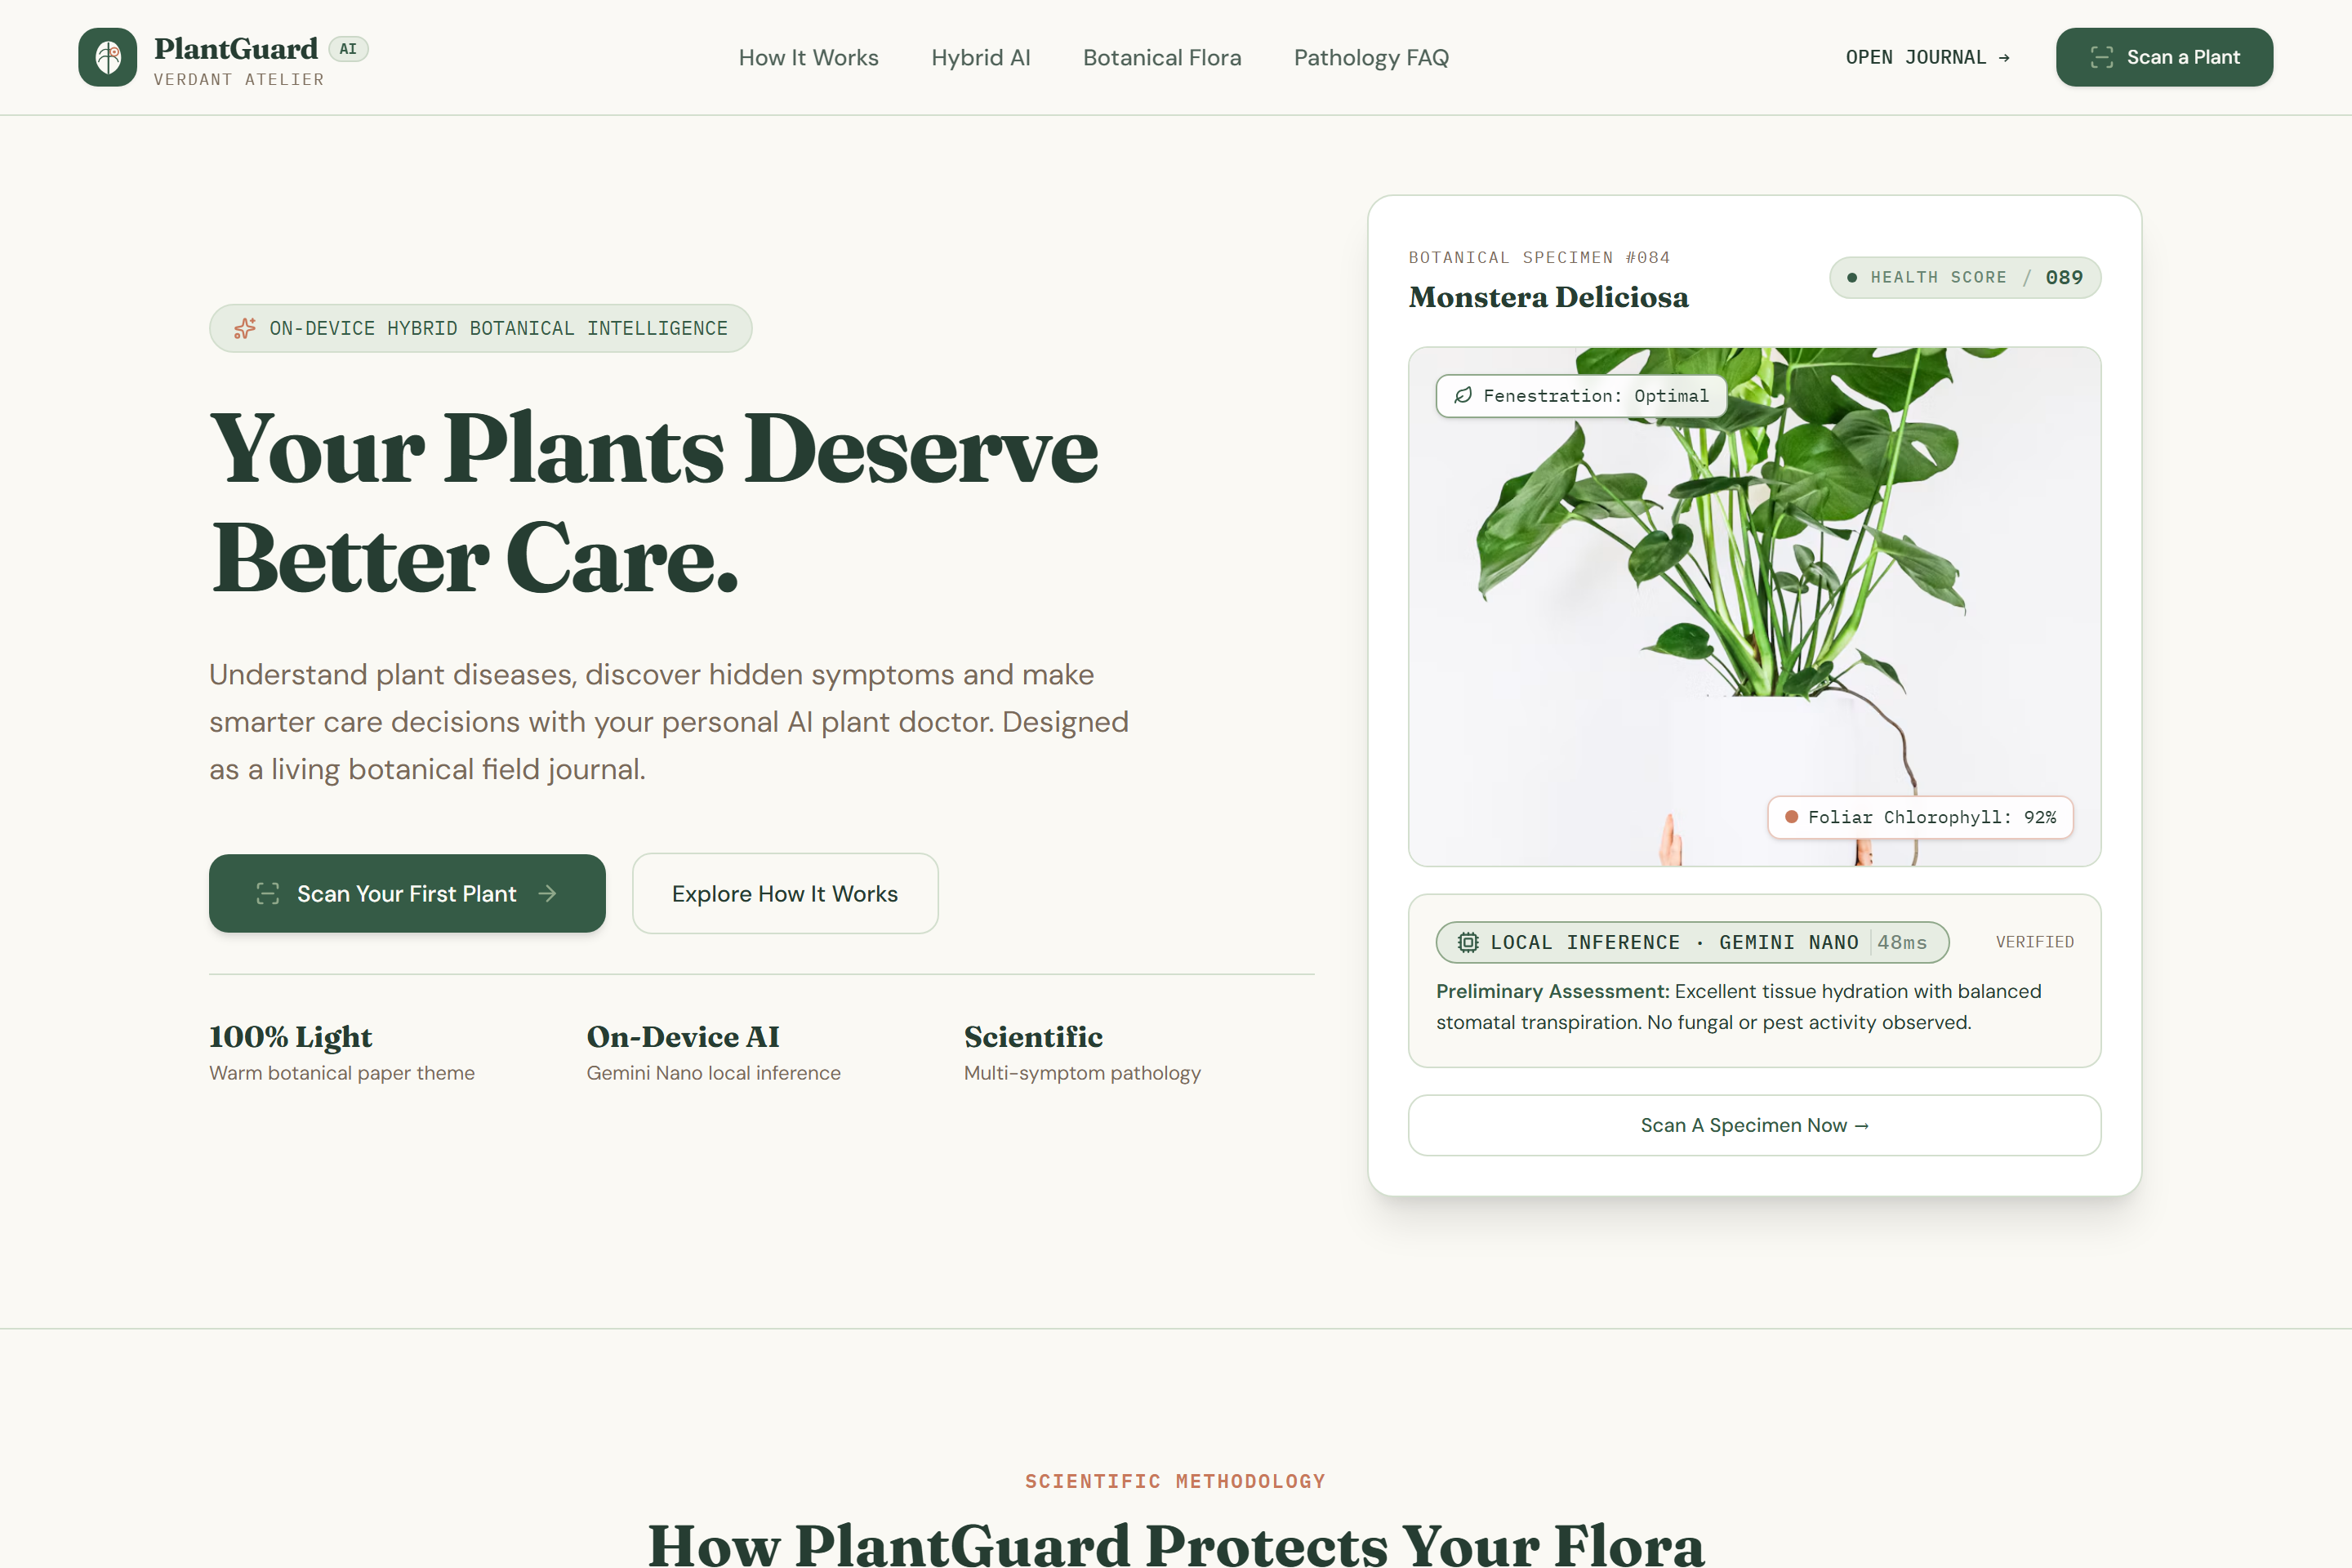 PlantGuard AI
VERDANT ATELIER
How It Works
Hybrid AI
Botanical Flora
Pathology FAQ
OPEN JOURNAL →
Scan a Plant
ON-DEVICE HYBRID BOTANICAL INTELLIGENCE
Your Plants Deserve
Better Care.
Understand plant diseases, discover hidden symptoms and make
smarter care decisions with your personal AI plant doctor. Designed
as a living botanical field journal.
Scan Your First Plant →
Explore How It Works
100% Light
Warm botanical paper theme
On-Device AI
Gemini Nano local inference
Scientific
Multi-symptom pathology
BOTANICAL SPECIMEN #084
Monstera Deliciosa
HEALTH SCORE / 089
Fenestration: Optimal
Foliar Chlorophyll: 92%
LOCAL INFERENCE · GEMINI NANO 48ms
VERIFIED
Preliminary Assessment: Excellent tissue hydration with balanced
stomatal transpiration. No fungal or pest activity observed.
Scan A Specimen Now →
SCIENTIFIC METHODOLOGY
How PlantGuard Protects Your Flora